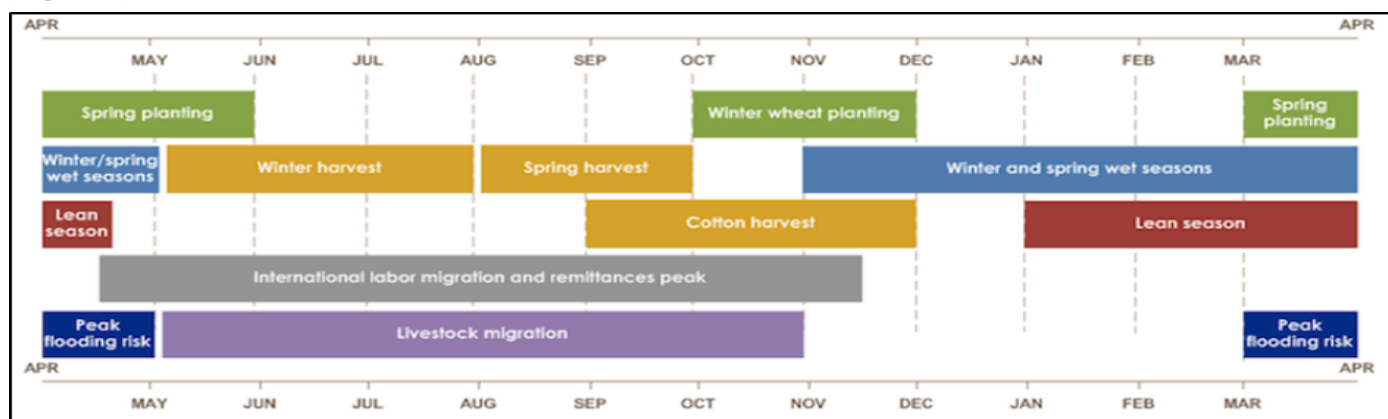 APR APR
MAY JUN JUL AUG SEP OCT NOV DEC JAN FEB MAR
Spring planting Winter wheat planting Spring
planting
Winter/spring
wet seasons Winter harvest Spring harvest Winter and spring wet seasons
Lean
season Cotton harvest Lean season
International labor migration and remittances peak
Peak
flooding risk Livestock migration Peak
flooding risk
APR APR
MAY JUN JUL AUG SEP OCT NOV DEC JAN FEB MAR